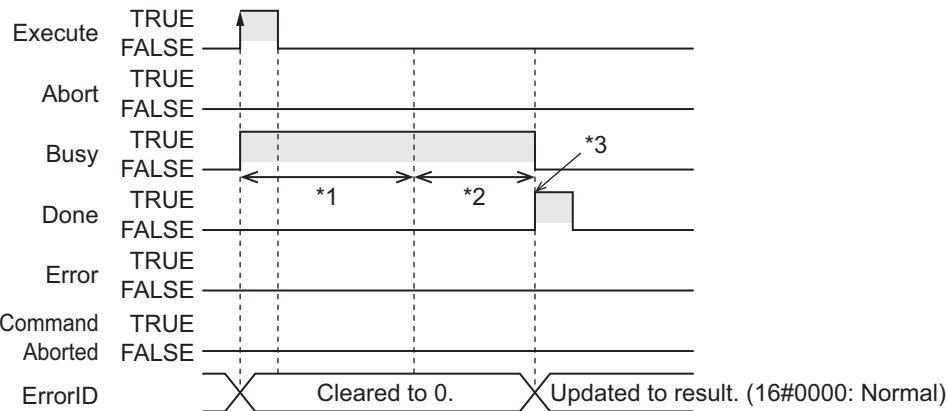 Execute TRUE
FALSE
Abort TRUE
FALSE
Busy TRUE
FALSE
*1 *2 *3
Done TRUE
FALSE
Error TRUE
FALSE
Command TRUE
Aborted FALSE
ErrorID Cleared to 0. Updated to result. (16#0000: Normal)